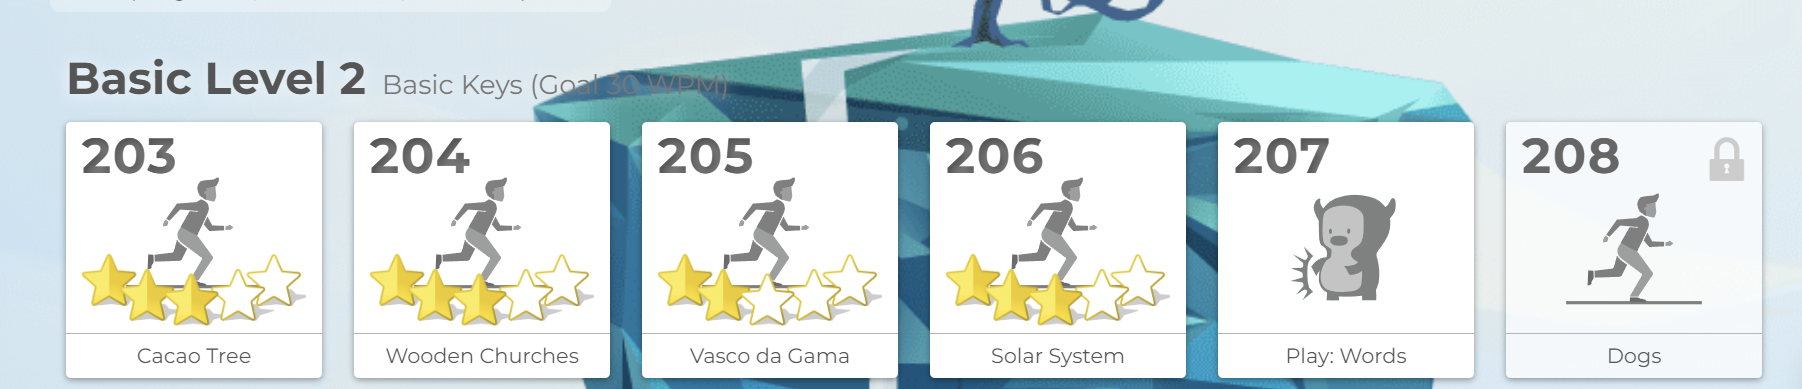 Basic Level 2 Basic Keys (Goal 30 WPM)
203
204
205
206
207
208
Cacao Tree
Wooden Churches
Vasco da Gama
Solar System
Play: Words
Dogs